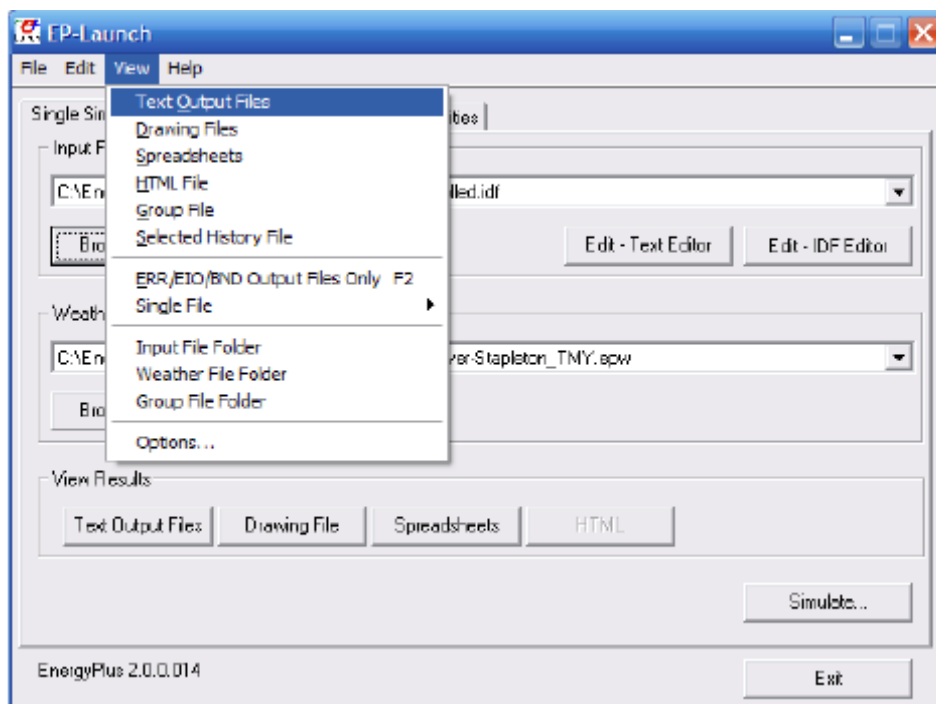 EP-Launch
File Edit View Help
Single Sin ities
Text Output Files
Drawing Files
Spreadsheets
HTML File
Group File
Selected History File
ERR/EIO/BND Output Files Only F2
Single File
Input File Folder
Weather File Folder
Group File Folder
Options...
Input F
C:\Ene lled.idf
Bro Edit - Text Editor Edit - IDF Editor
Weath
C:\Ene ver-Stapleton_TMY.epw
Bro
View Results
Text Output Files Drawing File Spreadsheets HTML
Simulate...
EnergyPlus 2.0.0.014 Exit